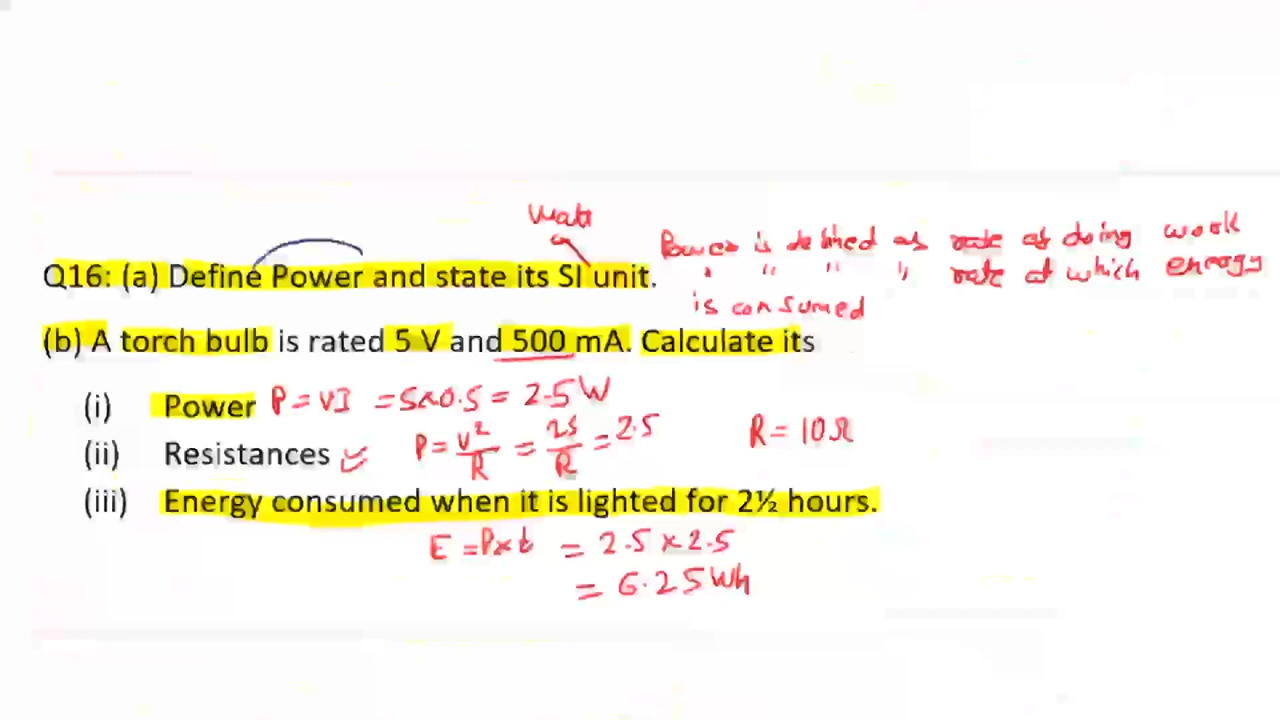 Watt
Power is defined as rate of doing work
Q16: (a) Define Power and state its SI unit.
" " " " rate at which energy
is consumed
(b) A torch bulb is rated 5 V and 500 mA. Calculate its
(i) Power P = VI = 5×0.5 = 2.5 W
(ii) Resistances P = V²/R = 25/R = 2.5 R = 10Ω
(iii) Energy consumed when it is lighted for 2½ hours.
E = P×t = 2.5 × 2.5
= 6.25 Wh